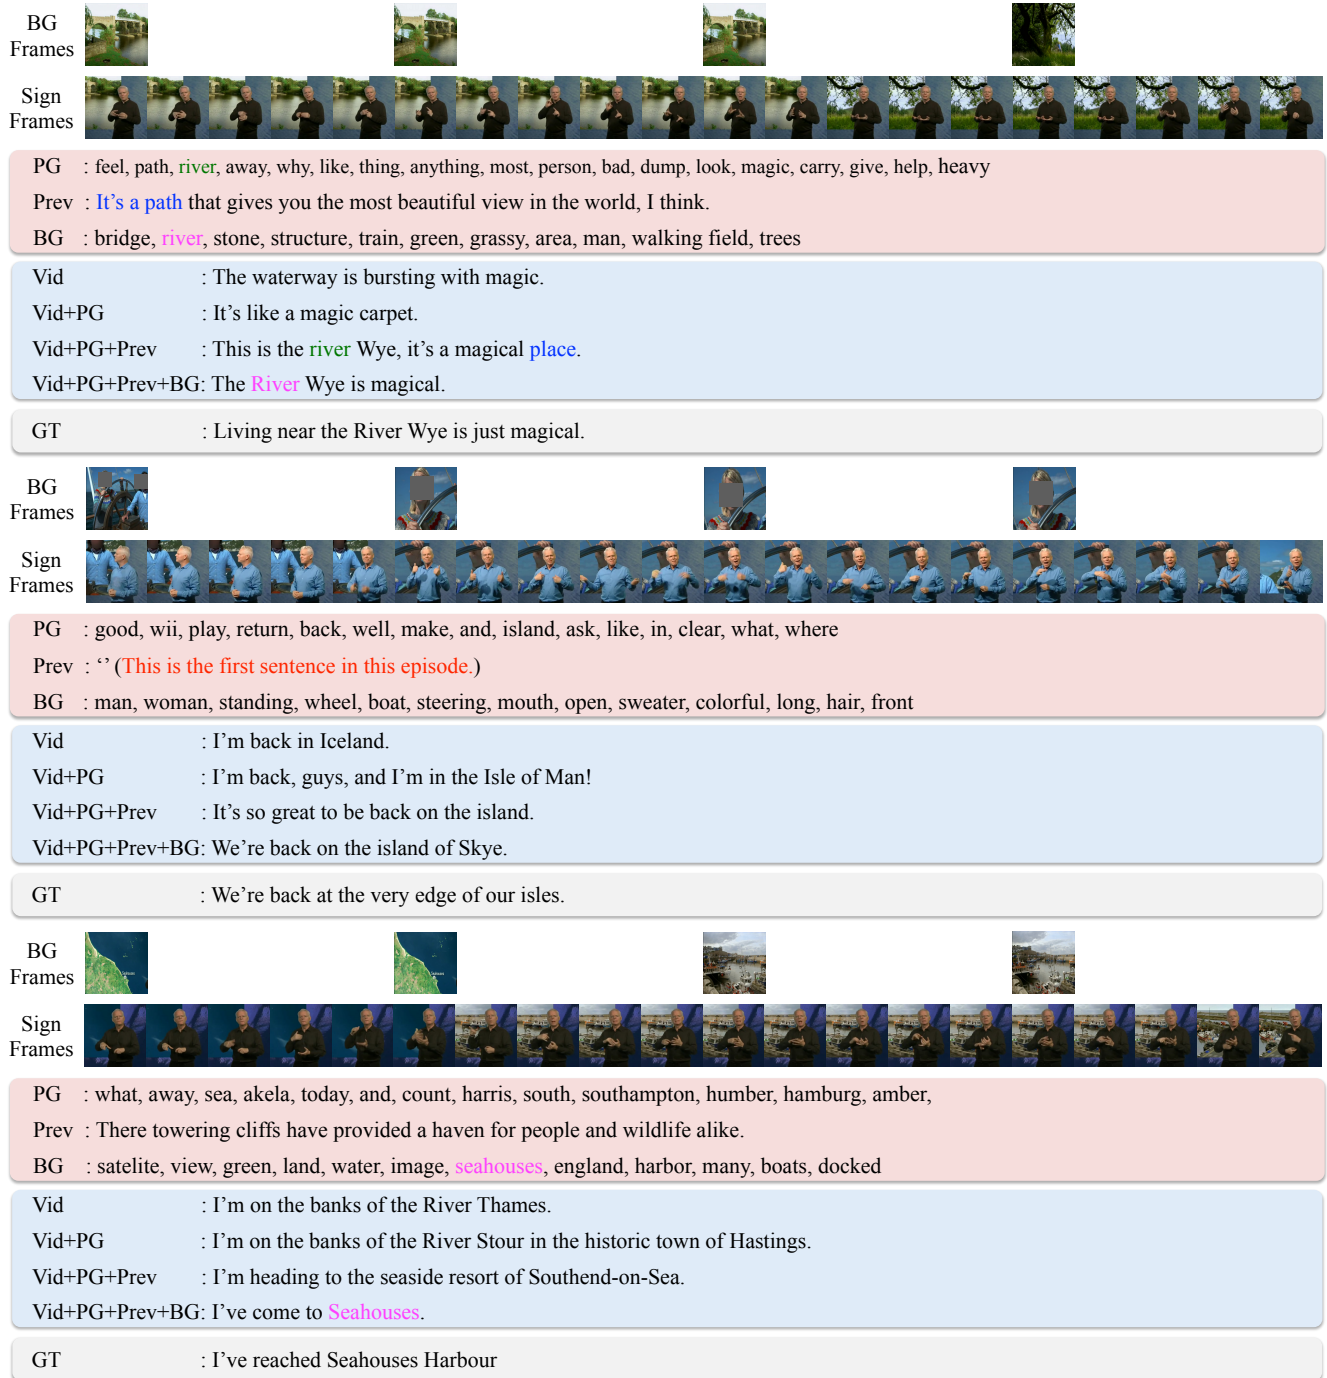 BG
Frames
Sign
Frames
PG : feel, path, river, away, why, like, thing, anything, most, person, bad, dump, look, magic, carry, give, help, heavy
Prev : It's a path that gives you the most beautiful view in the world, I think.
BG : bridge, river, stone, structure, train, green, grassy, area, man, walking field, trees
Vid : The waterway is bursting with magic.
Vid+PG : It's like a magic carpet.
Vid+PG+Prev : This is the river Wye, it's a magical place.
Vid+PG+Prev+BG: The River Wye is magical.
GT : Living near the River Wye is just magical.
BG
Frames
Sign
Frames
PG : good, wii, play, return, back, well, make, and, island, ask, like, in, clear, what, where
Prev : ‘’ (This is the first sentence in this episode.)
BG : man, woman, standing, wheel, boat, steering, mouth, open, sweater, colorful, long, hair, front
Vid : I'm back in Iceland.
Vid+PG : I'm back, guys, and I'm in the Isle of Man!
Vid+PG+Prev : It's so great to be back on the island.
Vid+PG+Prev+BG: We're back on the island of Skye.
GT : We're back at the very edge of our isles.
BG
Frames
Sign
Frames
PG : what, away, sea, akela, today, and, count, harris, south, southampton, humber, hamburg, amber,
Prev : There towering cliffs have provided a haven for people and wildlife alike.
BG : satelite, view, green, land, water, image, seahouses, england, harbor, many, boats, docked
Vid : I'm on the banks of the River Thames.
Vid+PG : I'm on the banks of the River Stour in the historic town of Hastings.
Vid+PG+Prev : I'm heading to the seaside resort of Southend-on-Sea.
Vid+PG+Prev+BG: I've come to Seahouses.
GT : I've reached Seahouses Harbour